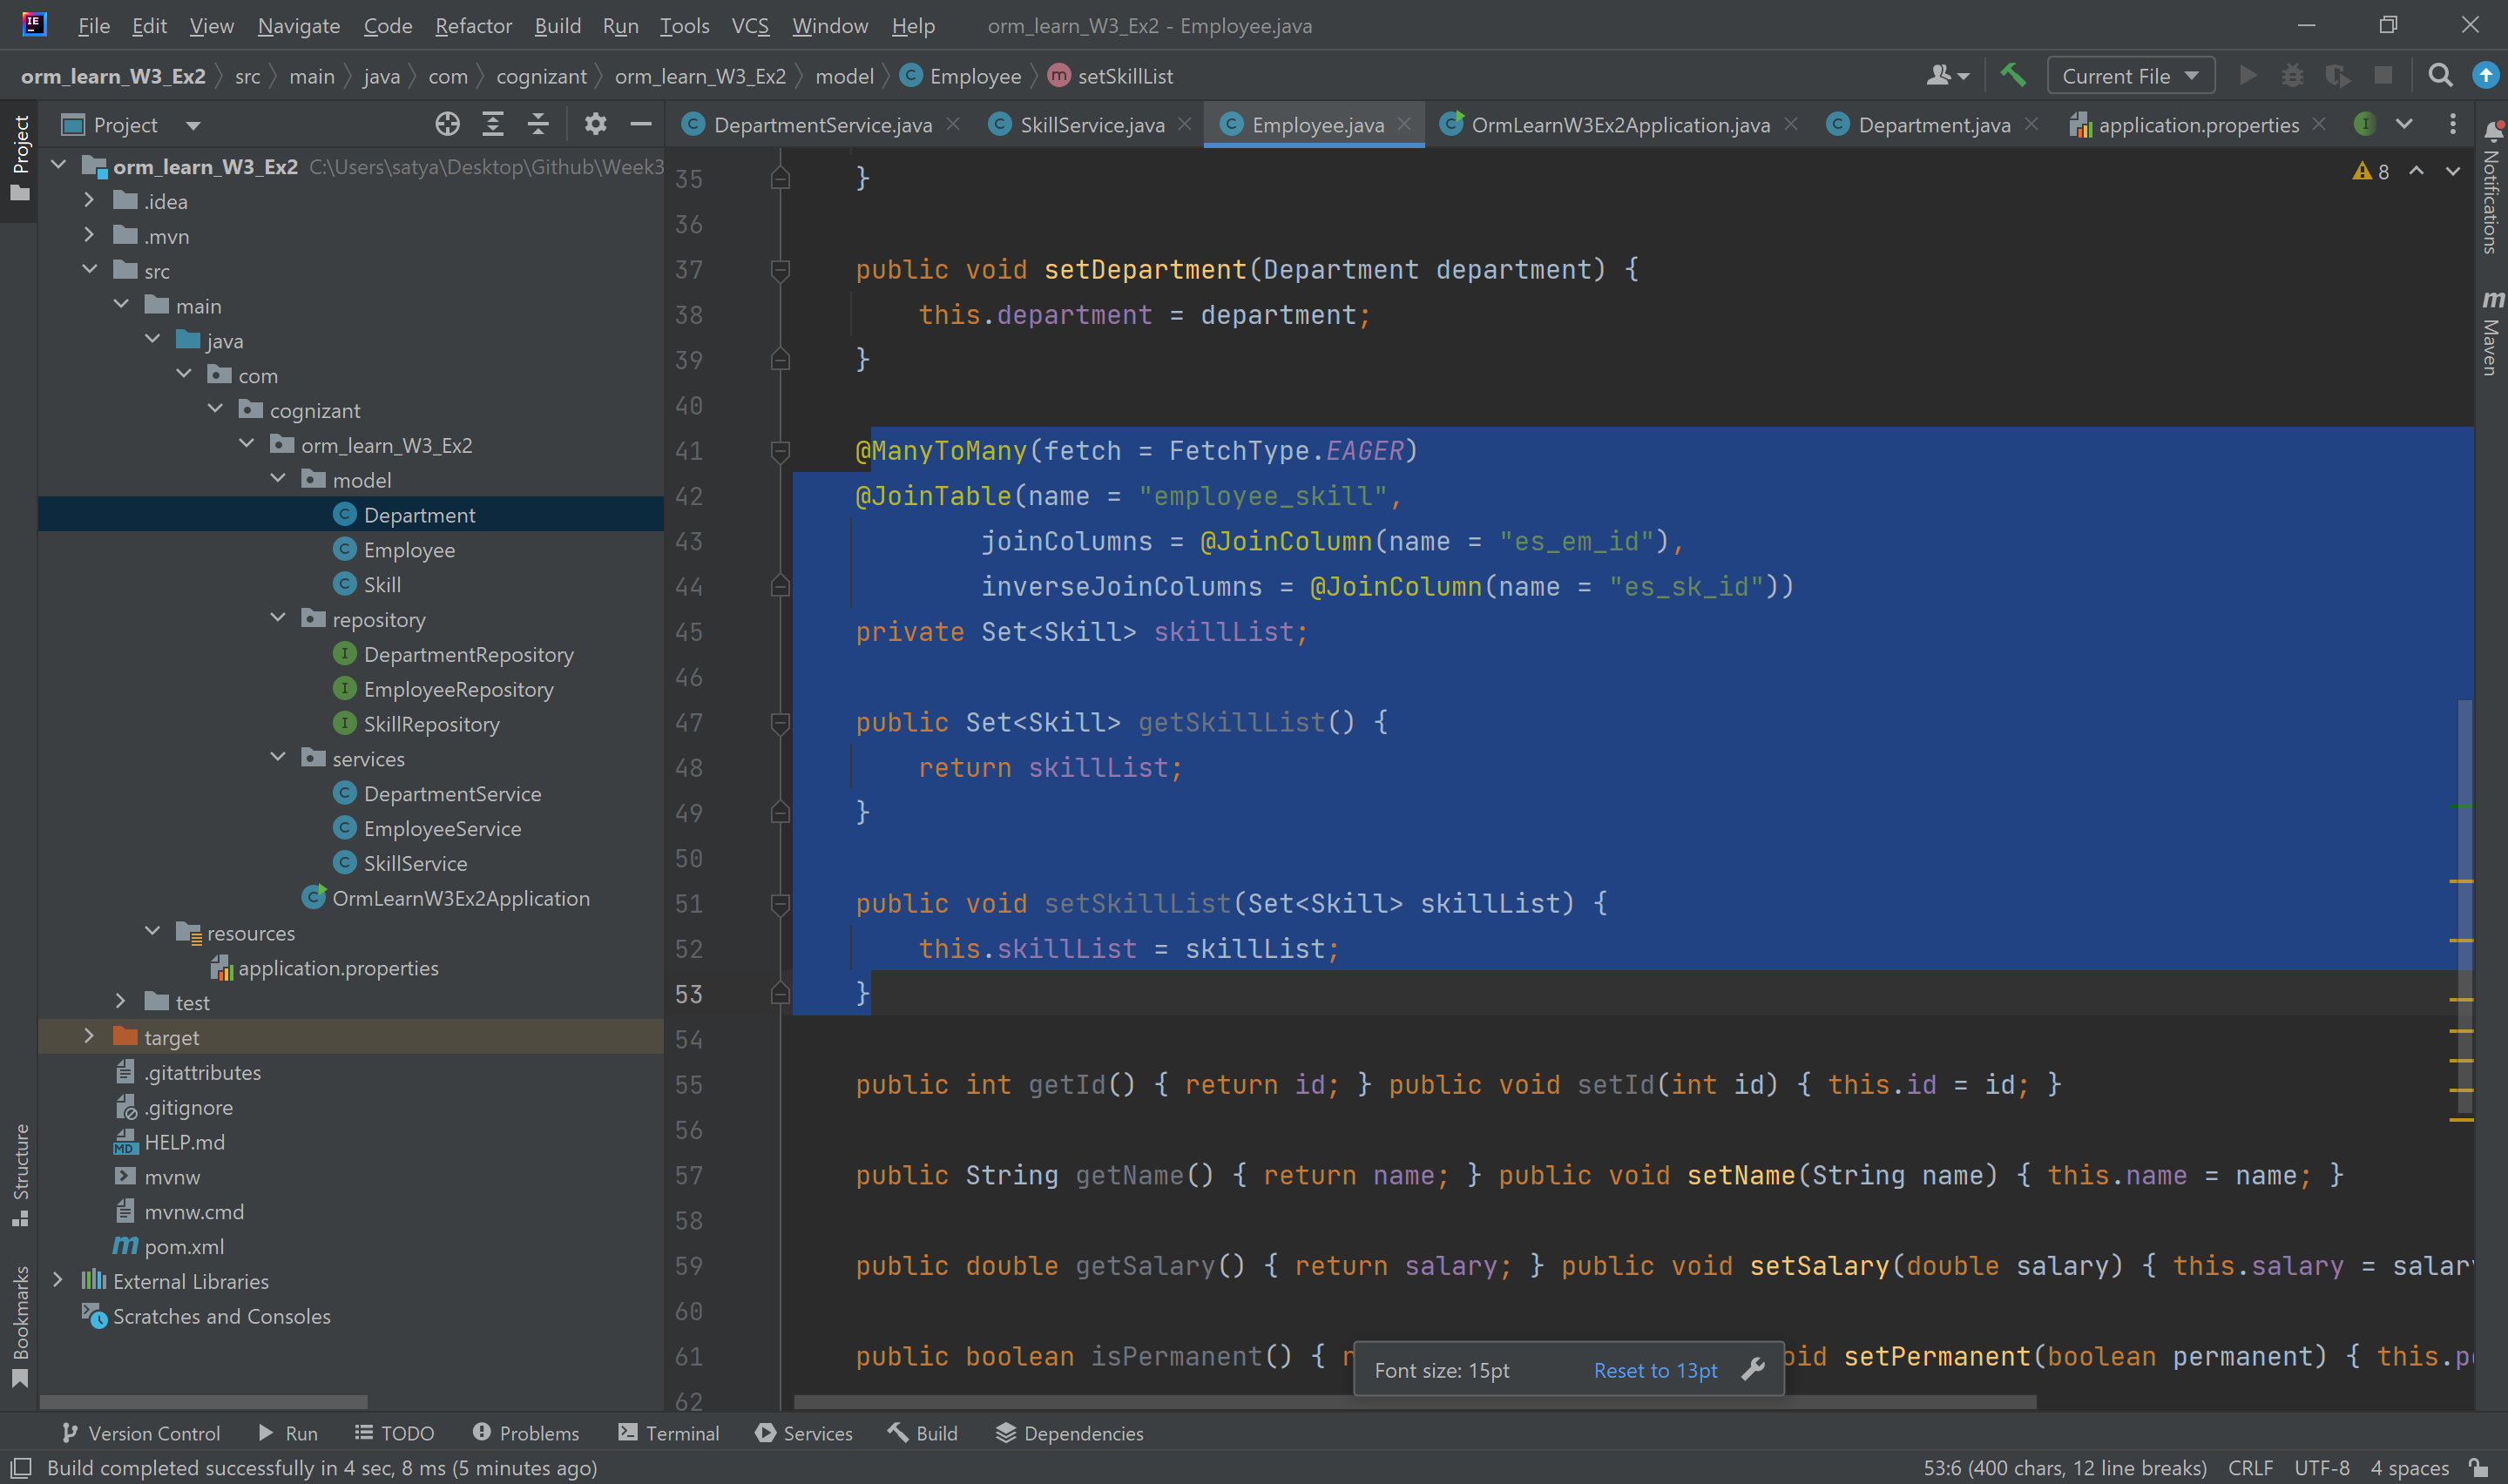 File Edit View Navigate Code Refactor Build Run Tools VCS Window Help orm_learn_W3_Ex2 - Employee.java
orm_learn_W3_Ex2 src main java com cognizant orm_learn_W3_Ex2 model Employee setSkillList Current File
Project
DepartmentService.java SkillService.java Employee.java OrmLearnW3Ex2Application.java Department.java application.properties
Project
Structure
Bookmarks
orm_learn_W3_Ex2 C:\Users\satya\Desktop\Github\Week3
.idea
.mvn
src
main
java
com
cognizant
orm_learn_W3_Ex2
model
Department
Employee
Skill
repository
DepartmentRepository
EmployeeRepository
SkillRepository
services
DepartmentService
EmployeeService
SkillService
OrmLearnW3Ex2Application
resources
application.properties
test
target
.gitattributes
.gitignore
HELP.md
mvnw
mvnw.cmd
pom.xml
External Libraries
Scratches and Consoles
8
35 }
36
37 public void setDepartment(Department department) {
38 this.department = department;
39 }
40
41 @ManyToMany(fetch = FetchType.EAGER)
42 @JoinTable(name = "employee_skill",
43 joinColumns = @JoinColumn(name = "es_em_id"),
44 inverseJoinColumns = @JoinColumn(name = "es_sk_id"))
45 private Set<Skill> skillList;
46
47 public Set<Skill> getSkillList() {
48 return skillList;
49 }
50
51 public void setSkillList(Set<Skill> skillList) {
52 this.skillList = skillList;
53 }
54
55 public int getId() { return id; } public void setId(int id) { this.id = id; }
56
57 public String getName() { return name; } public void setName(String name) { this.name = name; }
58
59 public double getSalary() { return salary; } public void setSalary(double salary) { this.salary = salary
60
61 public boolean isPermanent() { setPermanent(boolean permanent) { this.
62
Font size: 15pt Reset to 13pt
Notifications
Maven
Version Control Run TODO Problems Terminal Services Build Dependencies
Build completed successfully in 4 sec, 8 ms (5 minutes ago) 53:6 (400 chars, 12 line breaks) CRLF UTF-8 4 spaces